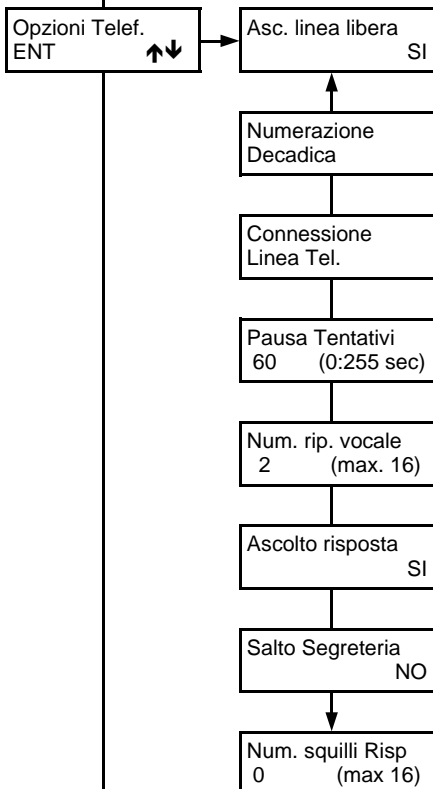 Opzioni Telef.
ENT ↑↓
Asc. linea libera
SI
Numerazione
Decadica
Connessione
Linea Tel.
Pausa Tentativi
60 (0:255 sec)
Num. rip. vocale
2 (max. 16)
Ascolto risposta
SI
Salto Segreteria
NO
Num. squilli Risp
0 (max 16)